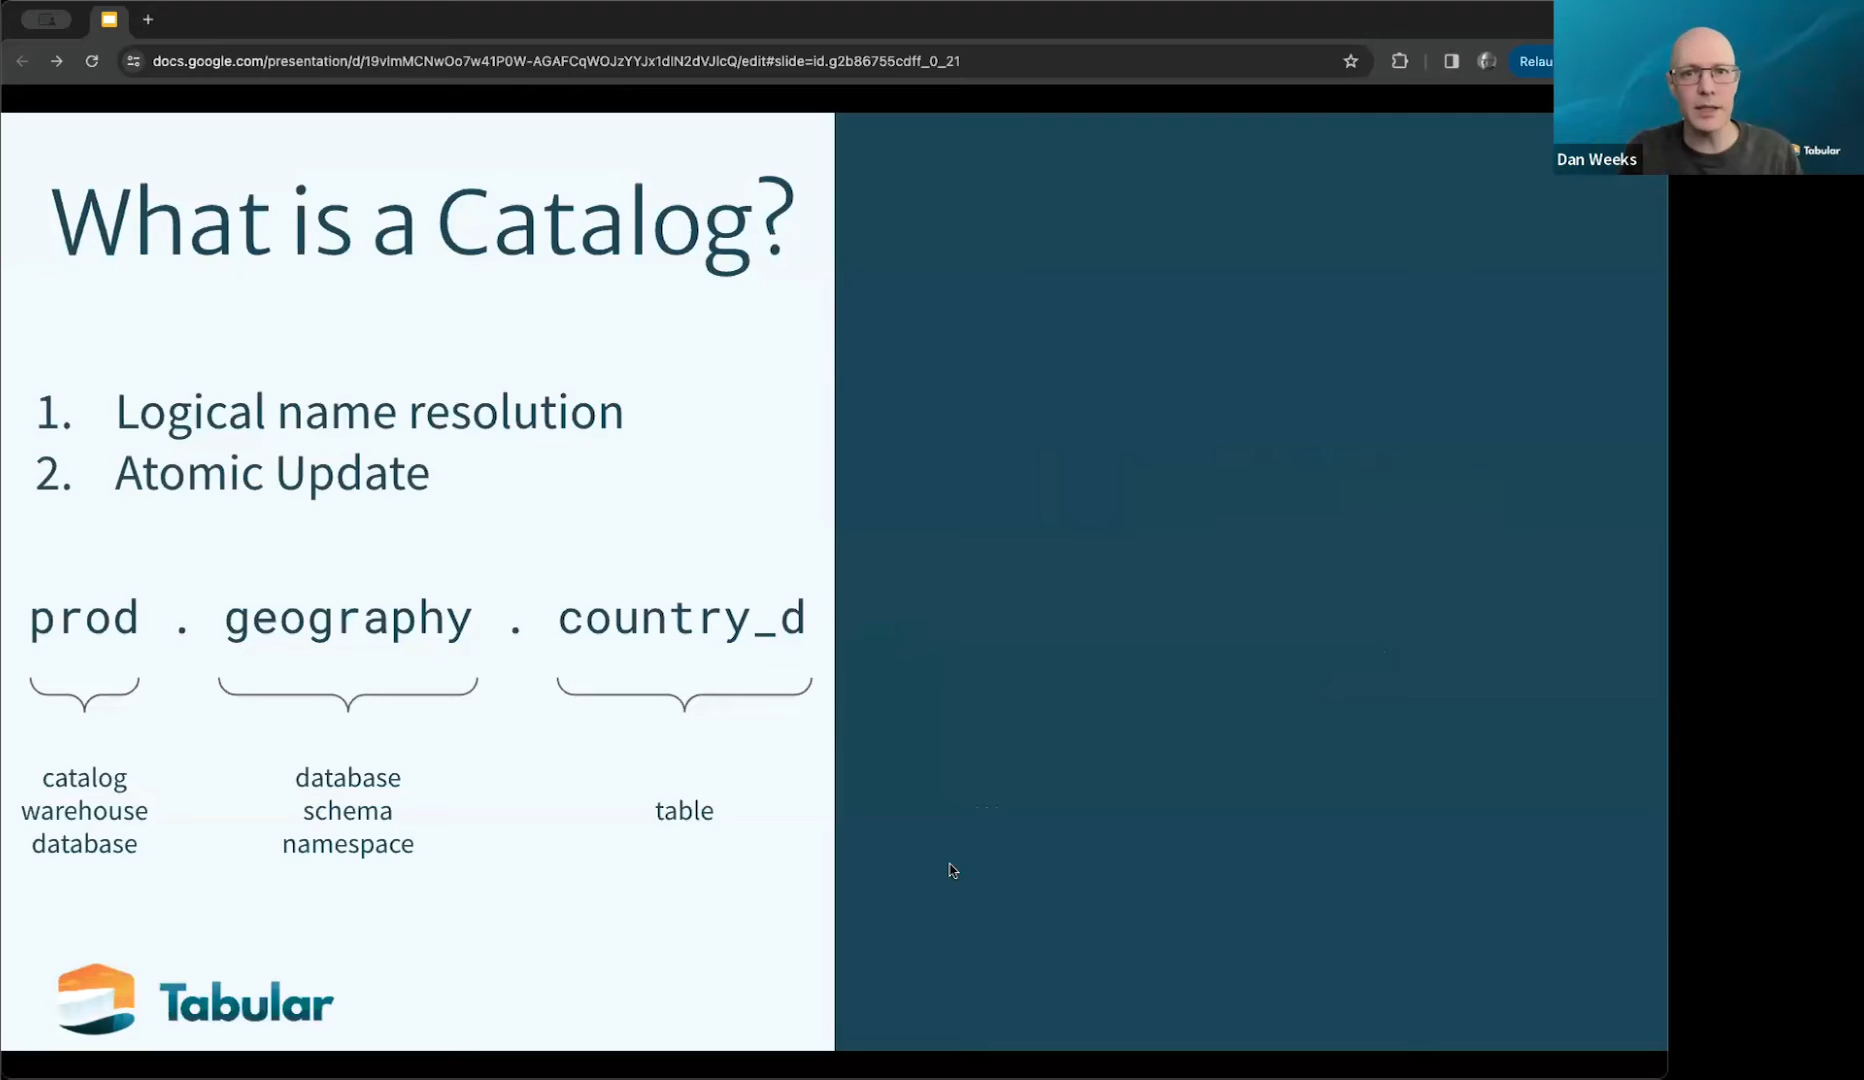 docs.google.com/presentation/d/19vImMCNwOo7w41P0W-AGAFCqWOJzYYJx1dIN2dVJlcQ/edit#slide=id.g2b86755cdff_0_21
Relau
Tabular
Dan Weeks
What is a Catalog?
1. Logical name resolution
2. Atomic Update
prod . geography . country_d
catalog
warehouse
database
database
schema
namespace
table
Tabular